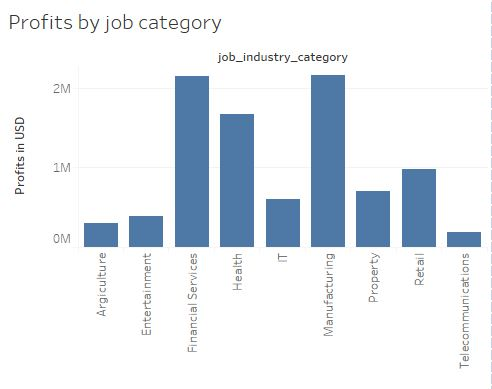 Profits by job category
job_industry_category
Profits in USD
2M
1M
0M
Argiculture
Entertainment
Financial Services
Health
IT
Manufacturing
Property
Retail
Telecommunications